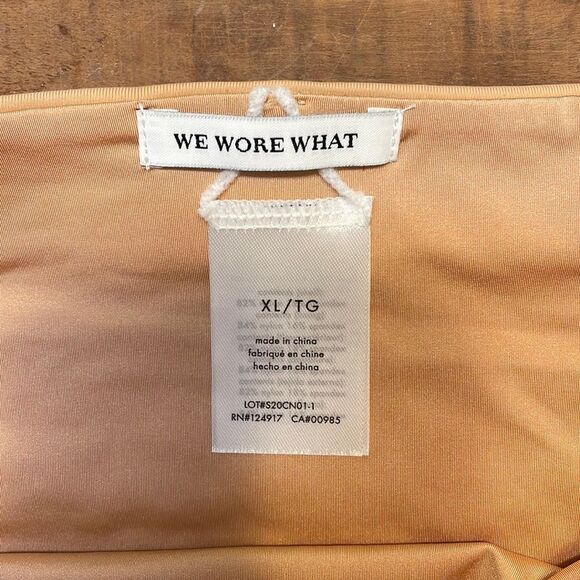 WE WORE WHAT
XL/TG
made in china
fabriqué en chine
hecho en china
LOT#S20CN01-1
RN#124917 CA#00985